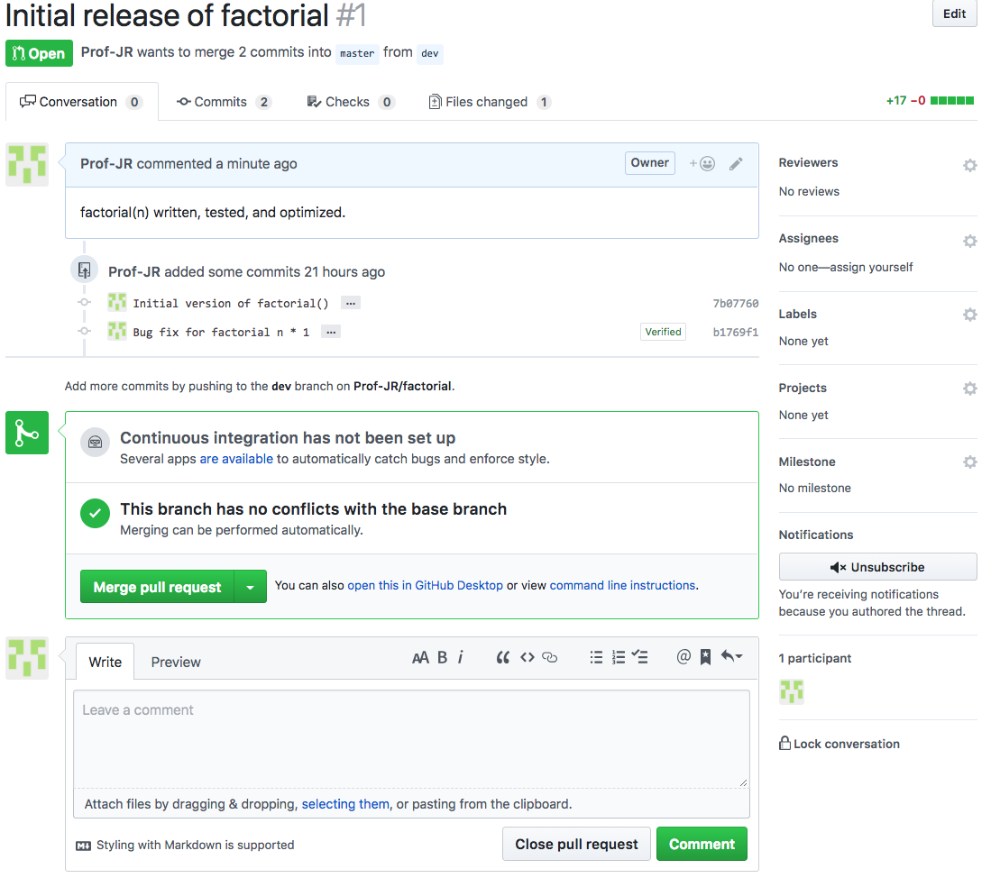 Initial release of factorial #1
Edit
Open
Prof-JR wants to merge 2 commits into master from dev
Conversation 0
Commits 2
Checks 0
Files changed 1
+17 −0
Prof-JR commented a minute ago
Owner
factorial(n) written, tested, and optimized.
Prof-JR added some commits 21 hours ago
Initial version of factorial() … 7b07760
Bug fix for factorial n * 1 … Verified b1769f1
Add more commits by pushing to the dev branch on Prof-JR/factorial.
Continuous integration has not been set up
Several apps are available to automatically catch bugs and enforce style.
This branch has no conflicts with the base branch
Merging can be performed automatically.
Merge pull request
You can also open this in GitHub Desktop or view command line instructions.
Write
Preview
AA B i
Leave a comment
Attach files by dragging & dropping, selecting them, or pasting from the clipboard.
Styling with Markdown is supported
Close pull request
Comment
Reviewers
No reviews
Assignees
No one—assign yourself
Labels
None yet
Projects
None yet
Milestone
No milestone
Notifications
Unsubscribe
You're receiving notifications
because you authored the thread.
1 participant
Lock conversation